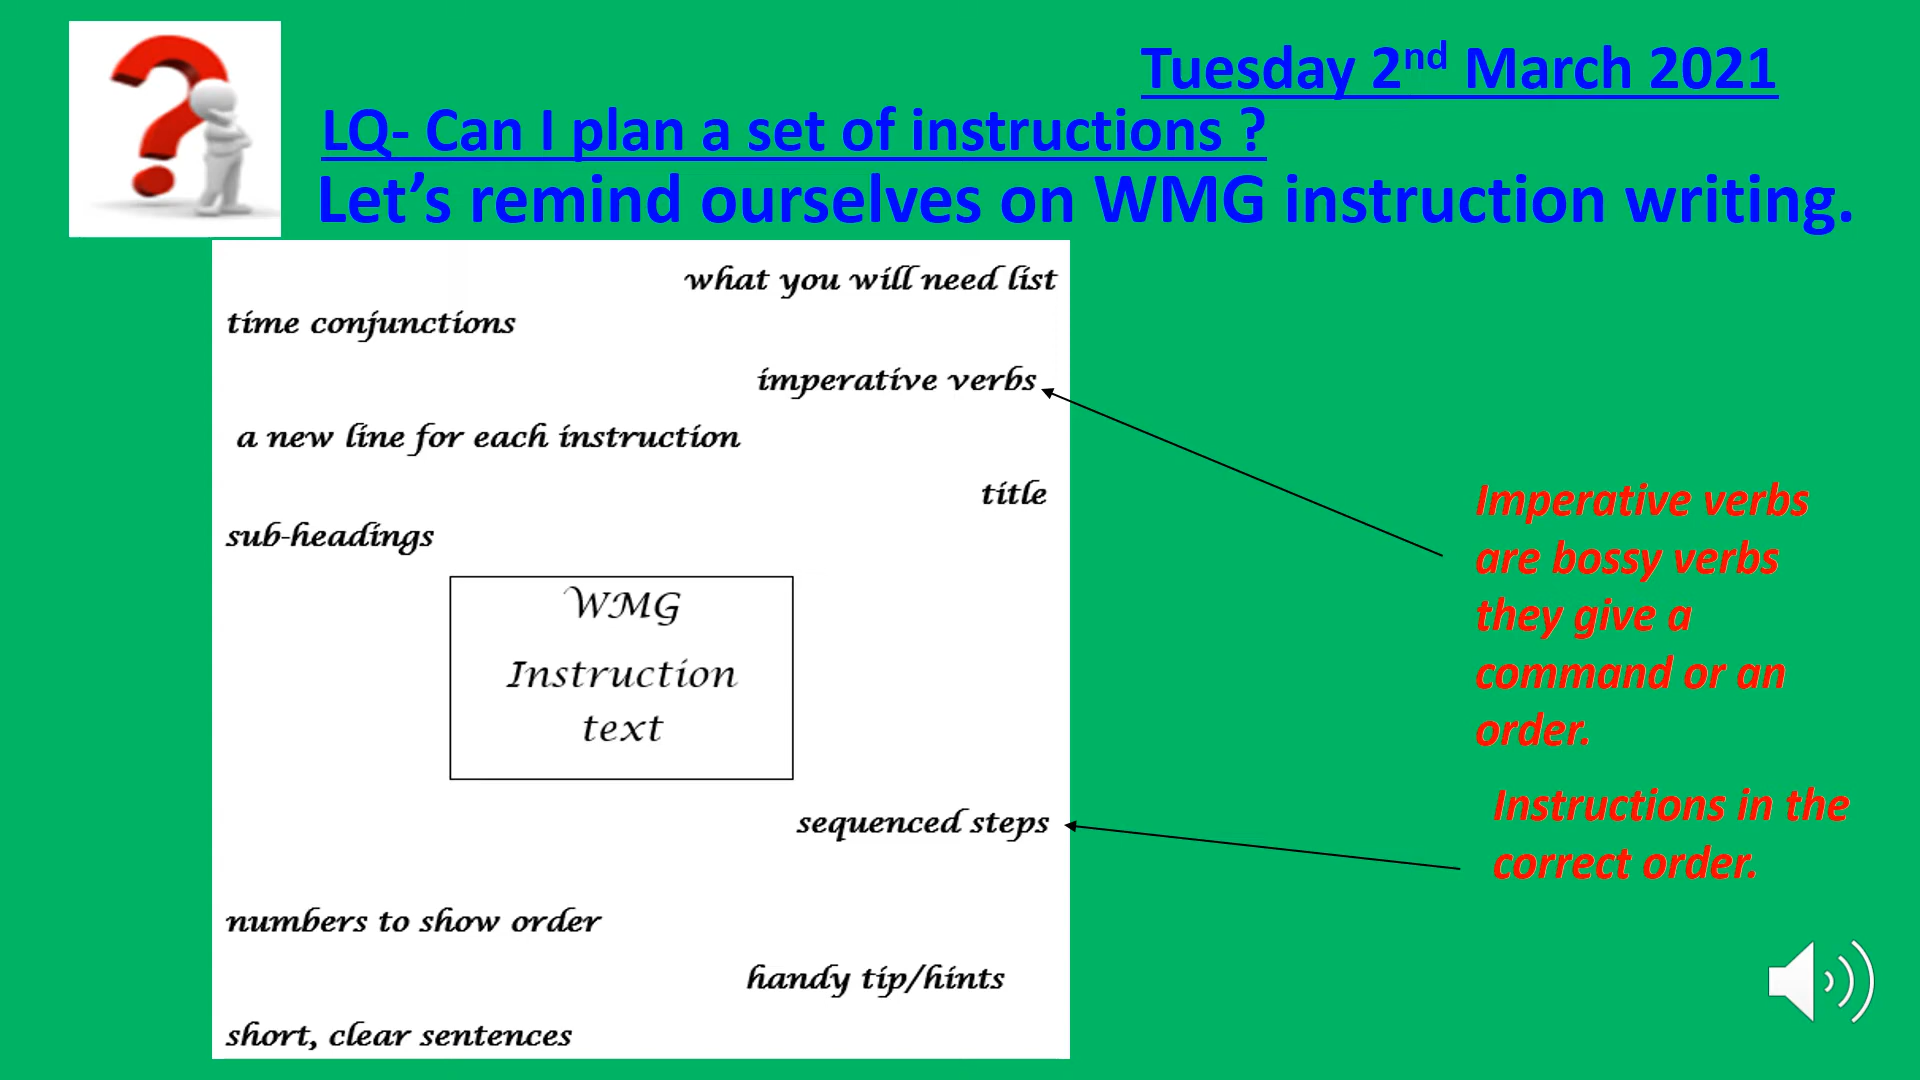 Tuesday 2nd March 2021
LQ- Can I plan a set of instructions ?
Let’s remind ourselves on WMG instruction writing.
what you will need list
time conjunctions
imperative verbs
a new line for each instruction
title
sub-headings
WMG
Instruction
text
sequenced steps
numbers to show order
handy tip/hints
short, clear sentences
Imperative verbs
are bossy verbs
they give a
command or an
order.
Instructions in the
correct order.